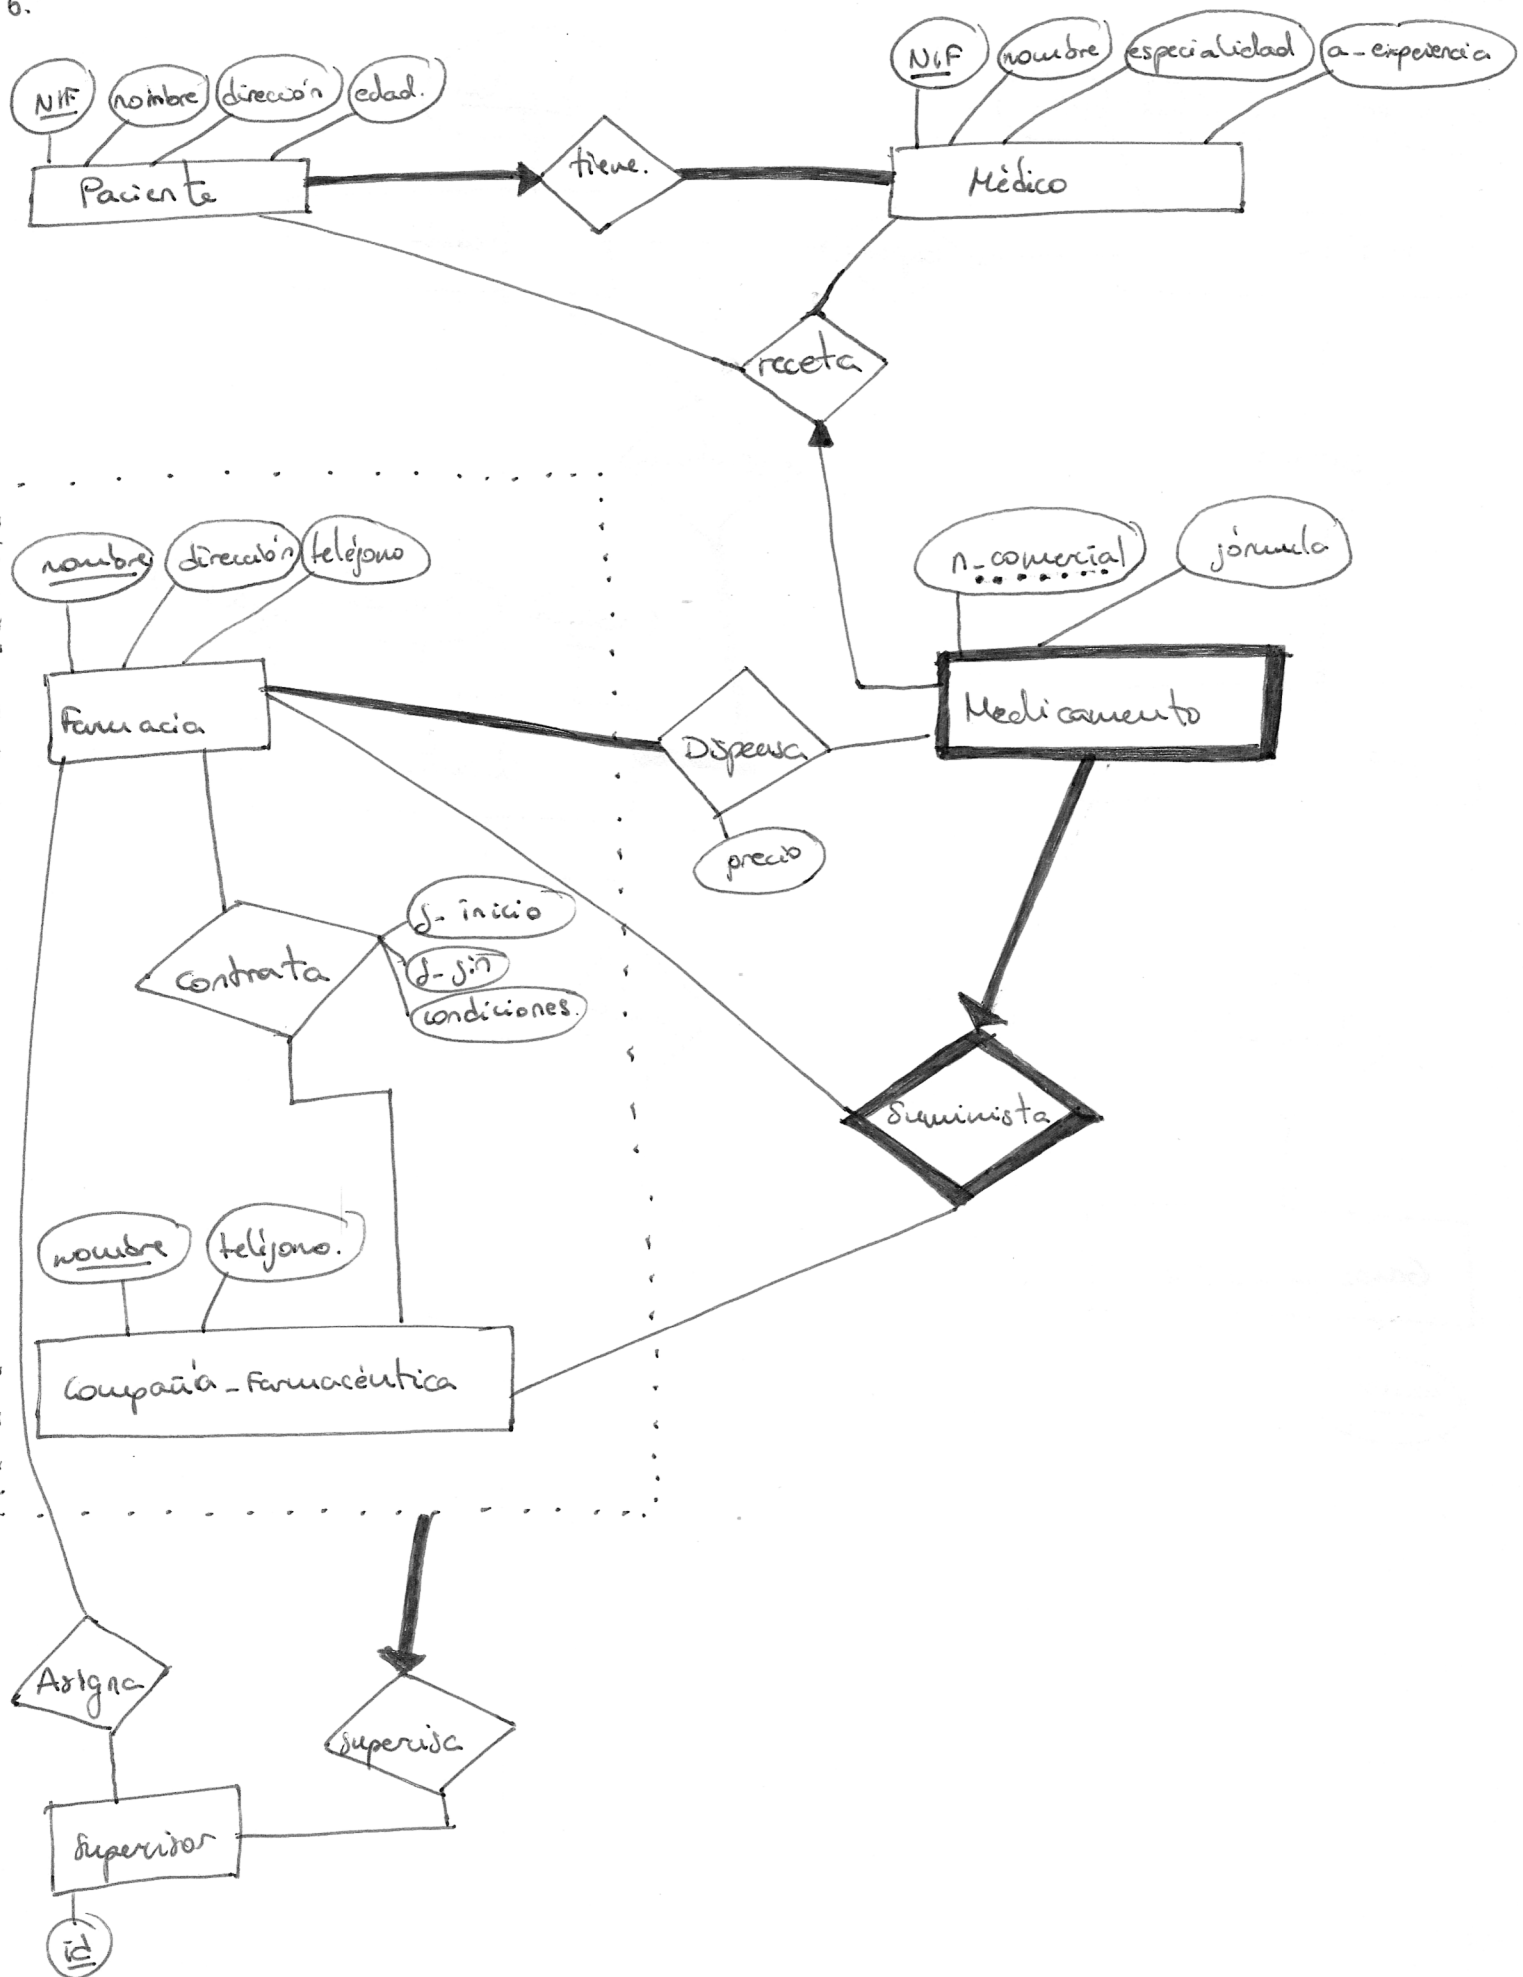 6.
NIF nombre dirección edad.
NIF nombre especialidad a_experiencia
Paciente
tiene.
Médico
receta
nombre dirección teléfono
n_comercial fórmula
Farmacia
Dispensa
Medicamento
precio
contrata
f_inicio
f_fin
condiciones.
Suminista
nombre teléfono.
Compañía_Farmacéutica
Asigna
supervisa
supervisor
id